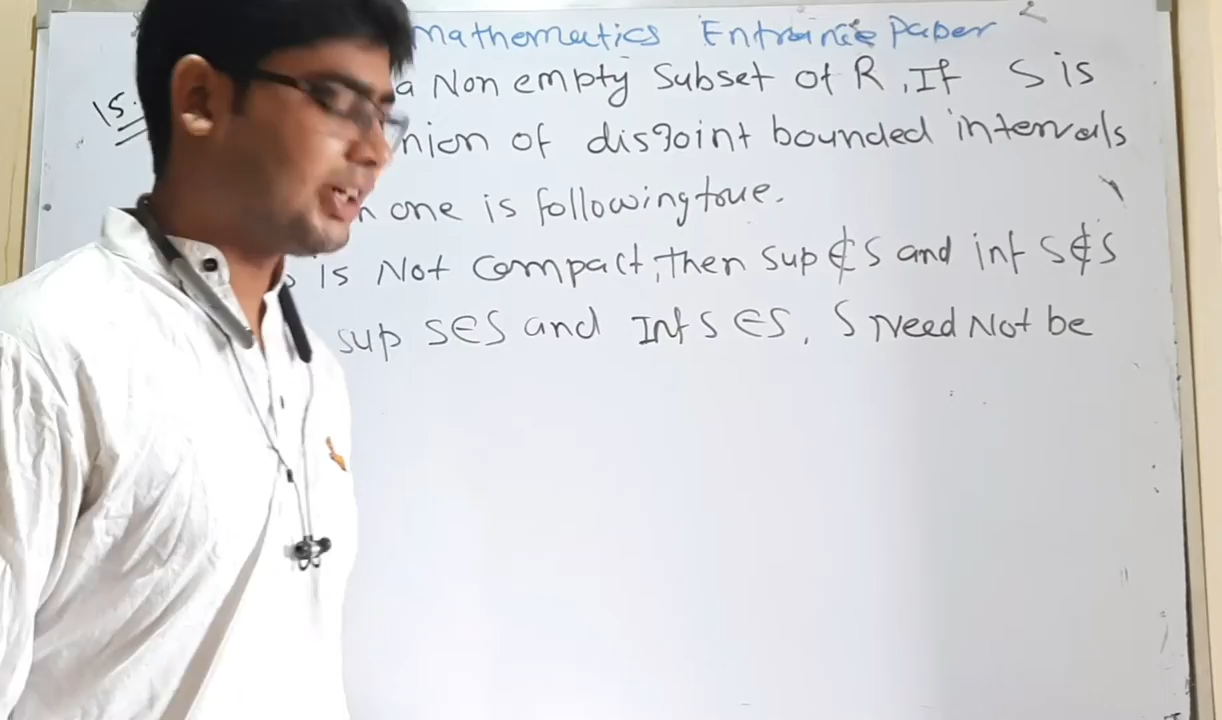 mathematics Entrance Paper
15. a Non empty Subset of R, If S is
nion of disjoint bounded intervals
one is following true.
is Not Compact, then sup ∉ S and inf S ∉ S
sup S ∈ S and Inf S ∈ S, S Need Not be